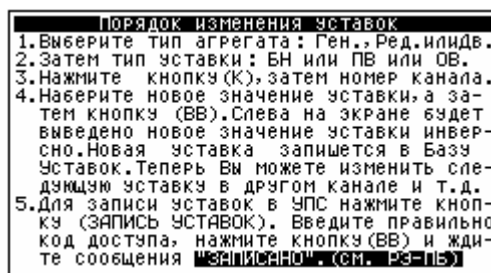 Порядок изменения уставок
1.Выберите тип агрегата: Ген.,Ред.илиДв.
2.Затем тип уставки: БН или ПВ или ОВ.
3.Нажмите кнопку(К),затем номер канала.
4.Наберите новое значение уставки,а за-
тем кнопку (ВВ).Слева на экране будет
выведено новое значение уставки инвер-
сно.Новая уставка запишется в Базу
Уставок.Теперь Вы можете изменить сле-
дующую уставку в другом канале и т.д.
5.Для записи уставок в УПС нажмите кноп-
ку (ЗАПИСЬ УСТАВОК). Введите правильно
код доступа, нажмите кнопку(ВВ) и жди-
те сообщения "ЗАПИСАНО".(см. РЭ-ПБ)